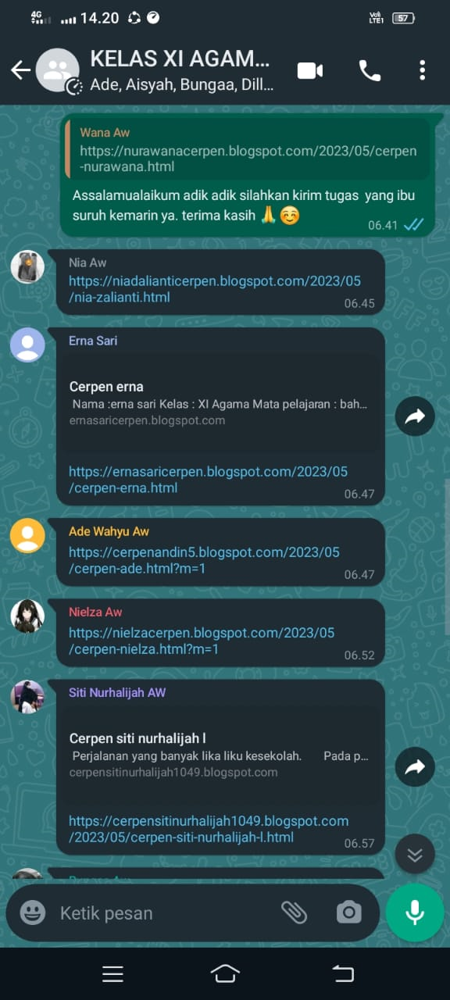 4G 14.20 VoII LTE1 57
KELAS XI AGAM...
Ade, Aisyah, Bungaa, Dill...
Wana Aw
https://nurawanacerpen.blogspot.com/2023/05/cerpen
-nurawana.html
Assalamualaikum adik adik silahkan kirim tugas yang ibu
suruh kemarin ya. terima kasih 🙏☺️
06.41
Nia Aw
https://niadalianticerpen.blogspot.com/2023/05
/nia-zalianti.html
06.45
Erna Sari
Cerpen erna
Nama :erna sari Kelas : XI Agama Mata pelajaran : bah...
ernasaricerpen.blogspot.com
https://ernasaricerpen.blogspot.com/2023/05
/cerpen-erna.html
06.47
Ade Wahyu Aw
https://cerpenandin5.blogspot.com/2023/05
/cerpen-ade.html?m=1
06.47
Nielza Aw
https://nielzacerpen.blogspot.com/2023/05
/cerpen-nielza.html?m=1
06.52
Siti Nurhalijah AW
Cerpen siti nurhalijah l
Perjalanan yang banyak lika liku kesekolah. Pada p...
cerpensitinurhalijah1049.blogspot.com
https://cerpensitinurhalijah1049.blogspot.com
/2023/05/cerpen-siti-nurhalijah-l.html
06.57
Ketik pesan